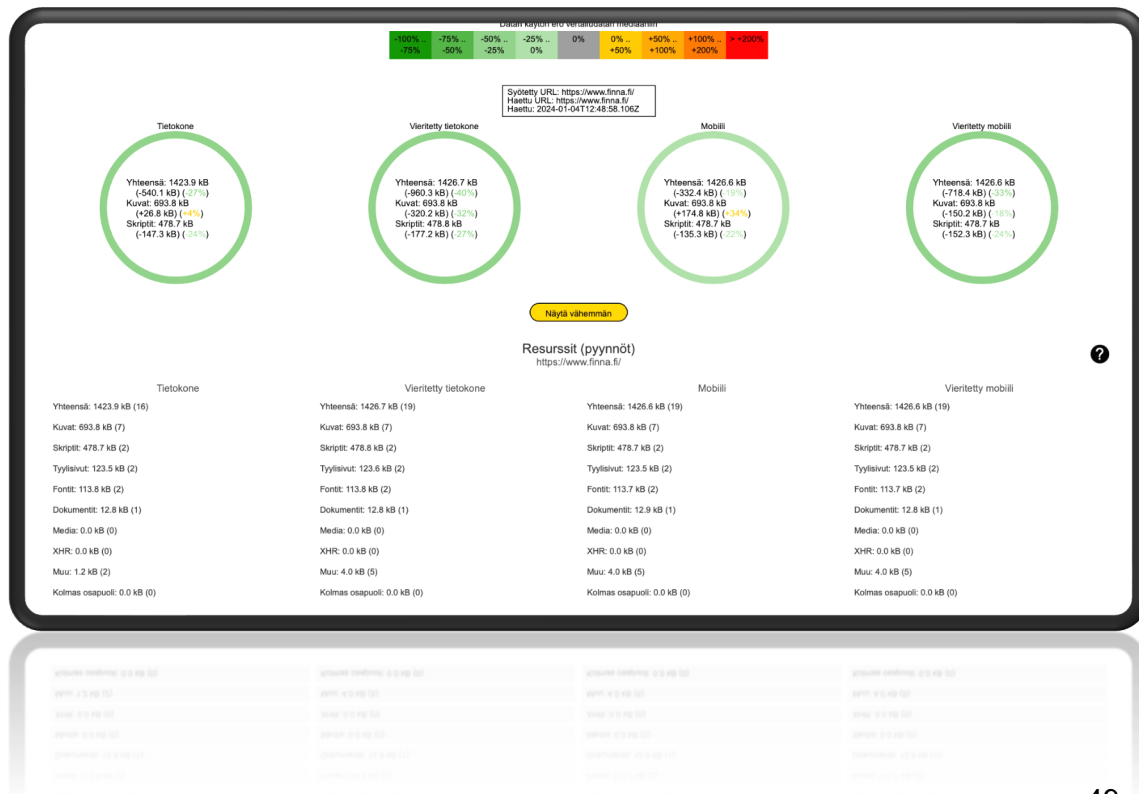 Datan käytön ero vertailudatan mediaaniin
-100% .. -75% .. -50% .. -25% .. 0% 0% .. +50% .. +100% .. > +200%
-75% -50% -25% 0% +50% +100% +200%
Syötetty URL: https://www.finna.fi/
Haettu URL: https://www.finna.fi/
Haettu: 2024-01-04T12:48:58.106Z
Tietokone
Yhteensä: 1423.9 kB
(-540.1 kB) (-27%)
Kuvat: 693.8 kB
(+26.8 kB) (+4%)
Skriptit: 478.7 kB
(-147.3 kB) (-24%)
Vieritetty tietokone
Yhteensä: 1426.7 kB
(-960.3 kB) (-40%)
Kuvat: 693.8 kB
(-320.2 kB) (-32%)
Skriptit: 478.8 kB
(-177.2 kB) (-27%)
Mobiili
Yhteensä: 1426.6 kB
(-332.4 kB) (-19%)
Kuvat: 693.8 kB
(+174.8 kB) (+34%)
Skriptit: 478.7 kB
(-135.3 kB) (-22%)
Vieritetty mobiili
Yhteensä: 1426.6 kB
(-718.4 kB) (-33%)
Kuvat: 693.8 kB
(-150.2 kB) (-18%)
Skriptit: 478.7 kB
(-152.3 kB) (-24%)
Näytä vähemmän
Resurssit (pyynnöt)
https://www.finna.fi/
?
Tietokone
Yhteensä: 1423.9 kB (16)
Kuvat: 693.8 kB (7)
Skriptit: 478.7 kB (2)
Tyylisivut: 123.5 kB (2)
Fontit: 113.8 kB (2)
Dokumentit: 12.8 kB (1)
Media: 0.0 kB (0)
XHR: 0.0 kB (0)
Muu: 1.2 kB (2)
Kolmas osapuoli: 0.0 kB (0)
Vieritetty tietokone
Yhteensä: 1426.7 kB (19)
Kuvat: 693.8 kB (7)
Skriptit: 478.8 kB (2)
Tyylisivut: 123.6 kB (2)
Fontit: 113.8 kB (2)
Dokumentit: 12.8 kB (1)
Media: 0.0 kB (0)
XHR: 0.0 kB (0)
Muu: 4.0 kB (5)
Kolmas osapuoli: 0.0 kB (0)
Mobiili
Yhteensä: 1426.6 kB (19)
Kuvat: 693.8 kB (7)
Skriptit: 478.7 kB (2)
Tyylisivut: 123.5 kB (2)
Fontit: 113.7 kB (2)
Dokumentit: 12.9 kB (1)
Media: 0.0 kB (0)
XHR: 0.0 kB (0)
Muu: 4.0 kB (5)
Kolmas osapuoli: 0.0 kB (0)
Vieritetty mobiili
Yhteensä: 1426.6 kB (19)
Kuvat: 693.8 kB (7)
Skriptit: 478.7 kB (2)
Tyylisivut: 123.5 kB (2)
Fontit: 113.7 kB (2)
Dokumentit: 12.8 kB (1)
Media: 0.0 kB (0)
XHR: 0.0 kB (0)
Muu: 4.0 kB (5)
Kolmas osapuoli: 0.0 kB (0)